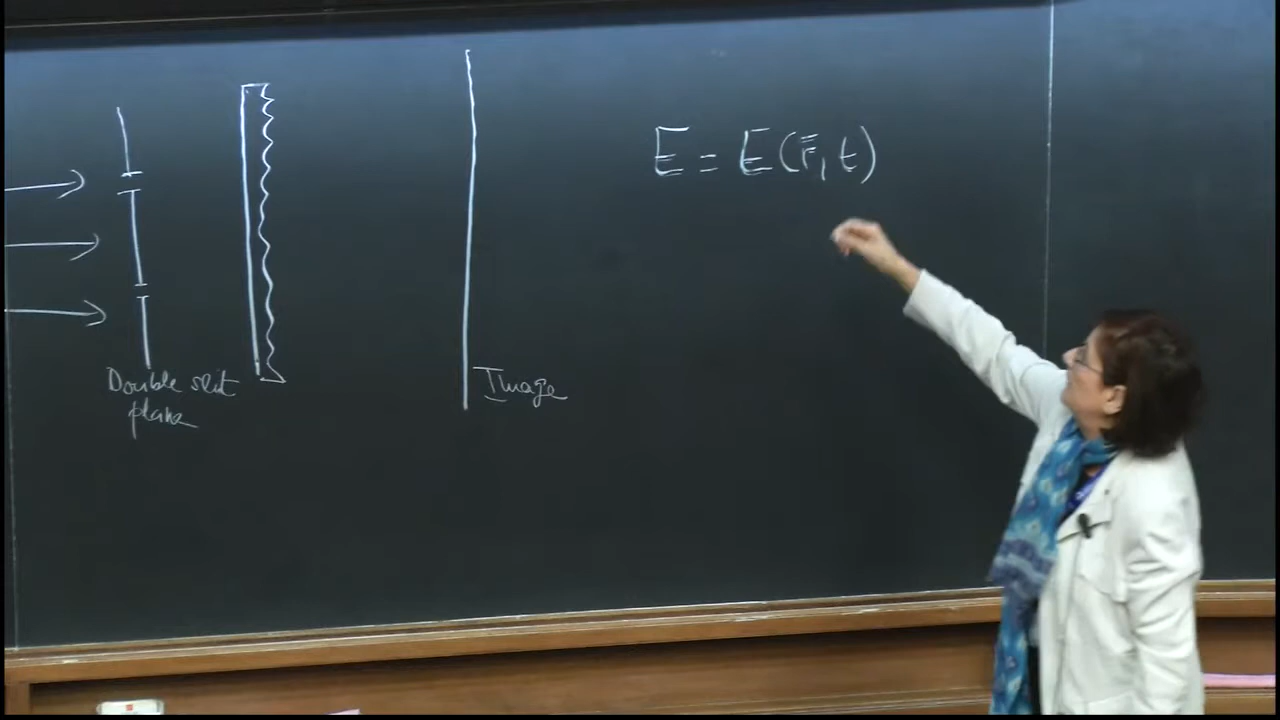 E = E(r̄, t)
Double slit
plane
Image